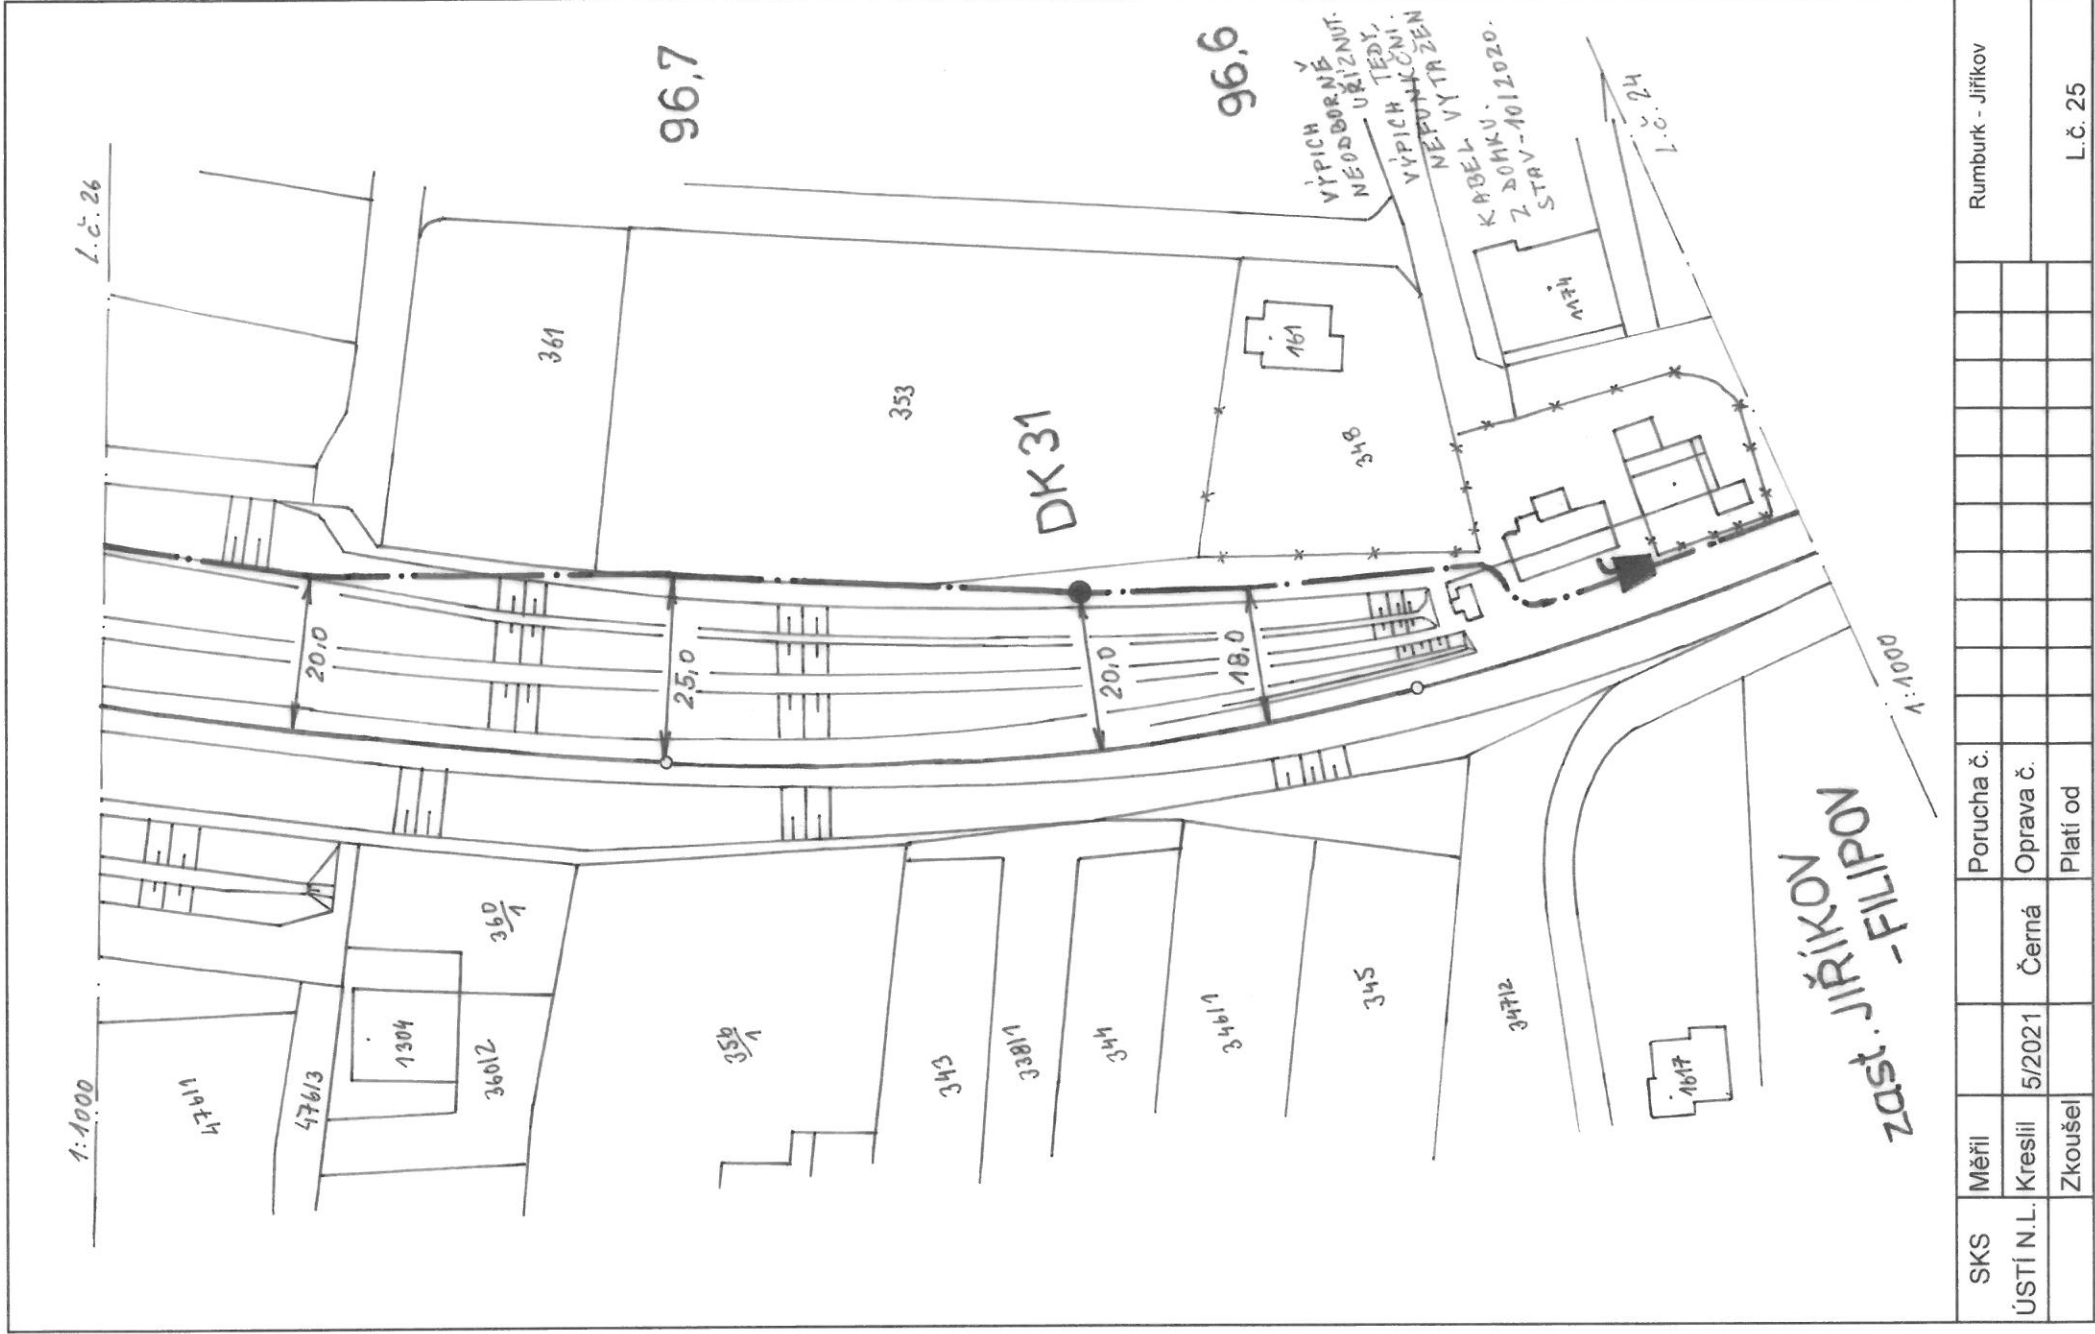 L.č. 26
96,7
96,6
VÝPICH
NEODBORNĚ
UŘÍZNUT.
VÝPICH TEDY,
NEFUNKČNÍ.
KABEL VYTRŽEN
Z DOMKU.
STAV-10/2020.
L.č. 24
361
353
161
1174
348
DK31
20,0
25,0
20,0
18,0
1:1000
1:1000
476/1
476/3
1304
360/2
360/1
356/1
343
338/1
344
346/1
345
347/2
1617
zast. JIŘÍKOV
-FILIPOV
SKS
ÚSTÍ N.L.
Měřil
Kreslil
5/2021
Černá
Zkoušel
Porucha č.
Oprava č.
Platí od
Rumburk - Jiříkov
L.č. 25